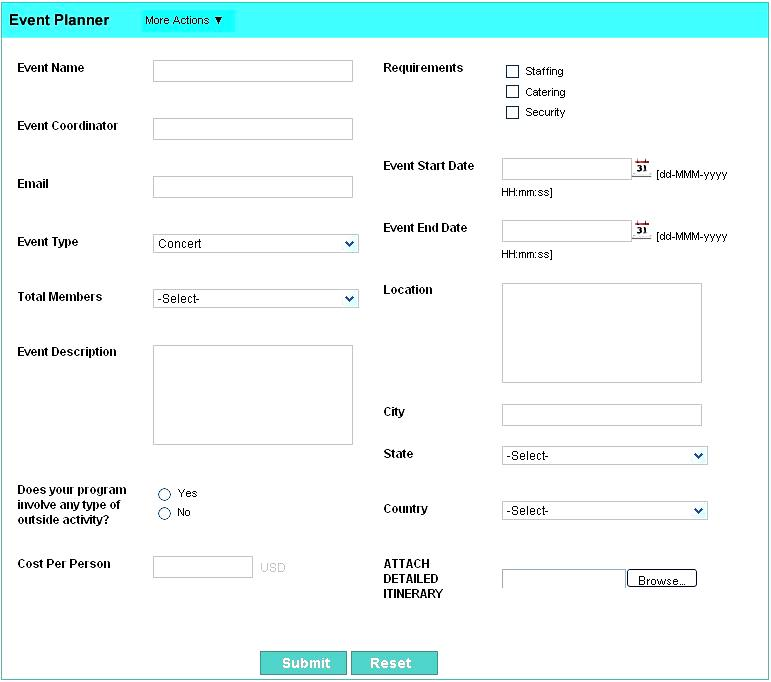 Event Planner
More Actions ▼
Event Name
Event Coordinator
Email
Event Type
Concert
Total Members
-Select-
Event Description
Does your program
involve any type of
outside activity?
Yes
No
Cost Per Person
USD
Requirements
Staffing
Catering
Security
Event Start Date
31
[dd-MMM-yyyy
HH:mm:ss]
Event End Date
31
[dd-MMM-yyyy
HH:mm:ss]
Location
City
State
-Select-
Country
-Select-
ATTACH
DETAILED
ITINERARY
Browse...
Submit
Reset